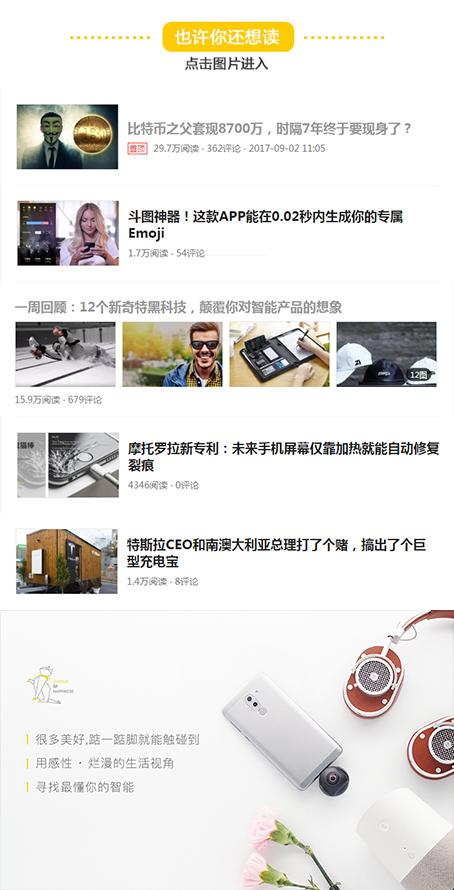 也许你还想读
点击图片进入
比特币之父套现8700万，时隔7年终于要现身了？
置顶 29.7万阅读 · 362评论 · 2017-09-02 11:05
斗图神器！这款APP能在0.02秒内生成你的专属
Emoji
1.7万阅读 · 54评论
一周回顾：12个新奇特黑科技，颠覆你对智能产品的想象
12图
15.9万阅读 · 679评论
摩托罗拉新专利：未来手机屏幕仅靠加热就能自动修复
裂痕
4346阅读 · 0评论
特斯拉CEO和南澳大利亚总理打了个赌，搞出了个巨
型充电宝
1.4万阅读 · 8评论
OF
HAPPINESS
很多美好,踮一踮脚就能触碰到
用感性 · 烂漫的生活视角
寻找最懂你的智能